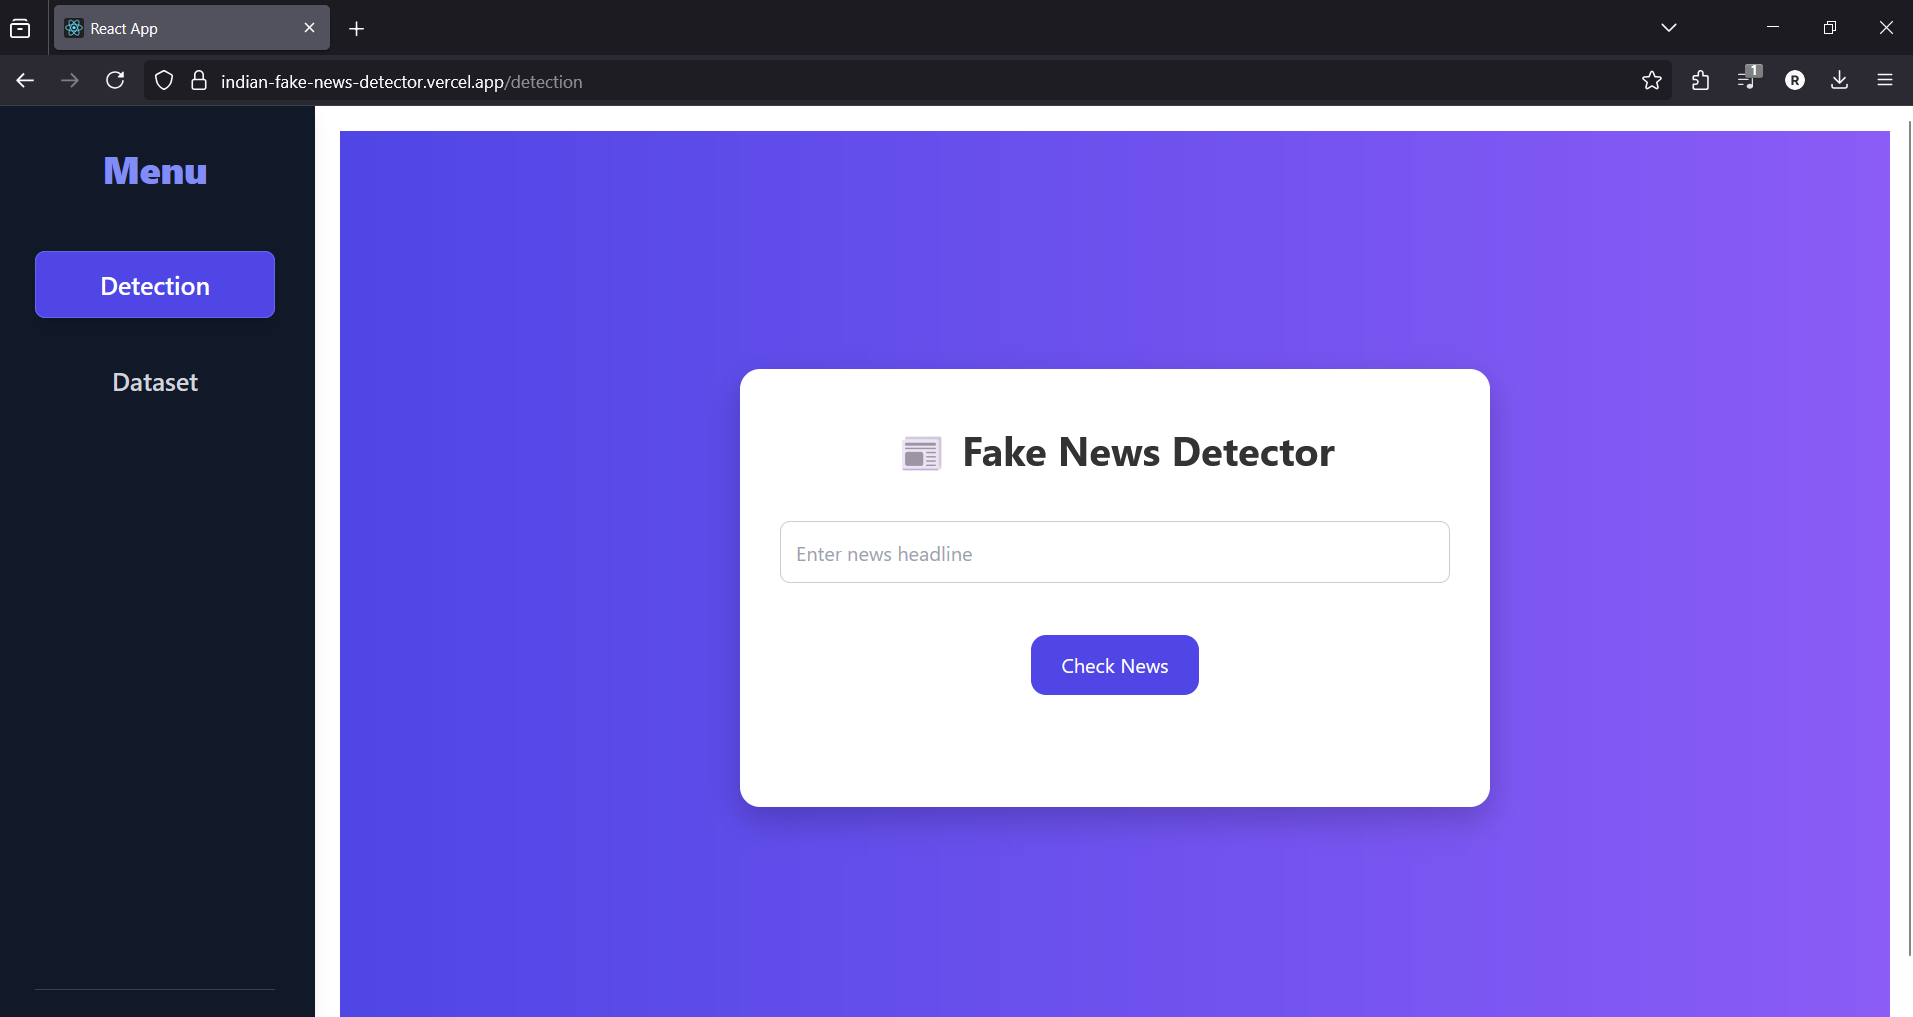 React App
indian-fake-news-detector.vercel.app/detection
1
R
Menu
Detection
Dataset
Fake News Detector
Enter news headline
Check News